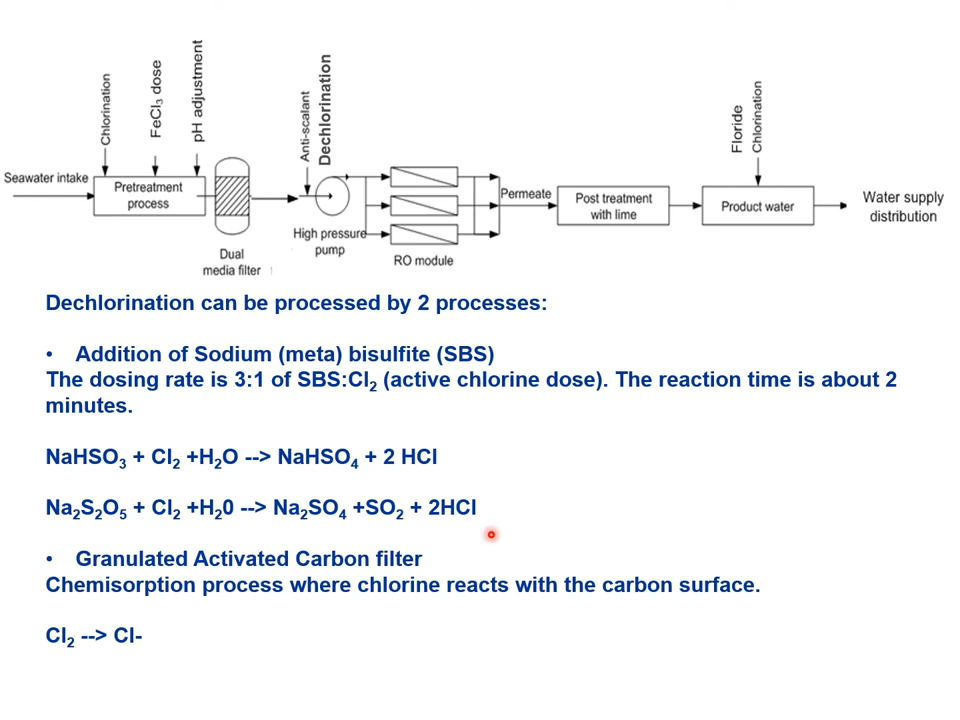 Chlorination
FeCl3 dose
pH adjustment
Anti-scalant
Dechlorination
Floride
Chlorination
Seawater intake
Pretreatment
process
Permeate
Post treatment
with lime
Product water
Water supply
distribution
High pressure
pump
Dual
media filter
RO module
Dechlorination can be processed by 2 processes:
• Addition of Sodium (meta) bisulfite (SBS)
The dosing rate is 3:1 of SBS:Cl2 (active chlorine dose). The reaction time is about 2
minutes.
NaHSO3 + Cl2 +H2O --> NaHSO4 + 2 HCl
Na2S2O5 + Cl2 +H20 --> Na2SO4 +SO2 + 2HCl
• Granulated Activated Carbon filter
Chemisorption process where chlorine reacts with the carbon surface.
Cl2 --> Cl-